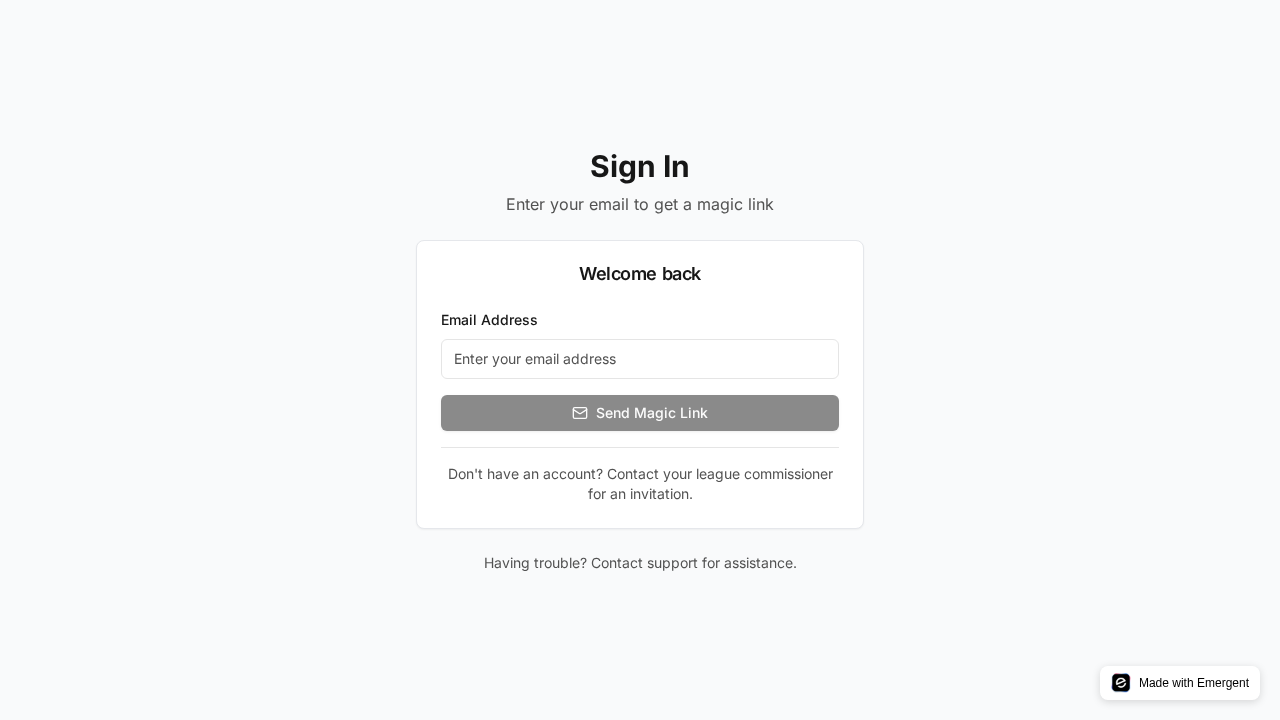 Sign In
Enter your email to get a magic link
Welcome back
Email Address
Enter your email address
Send Magic Link
Don't have an account? Contact your league commissioner
for an invitation.
Having trouble? Contact support for assistance.
Made with Emergent